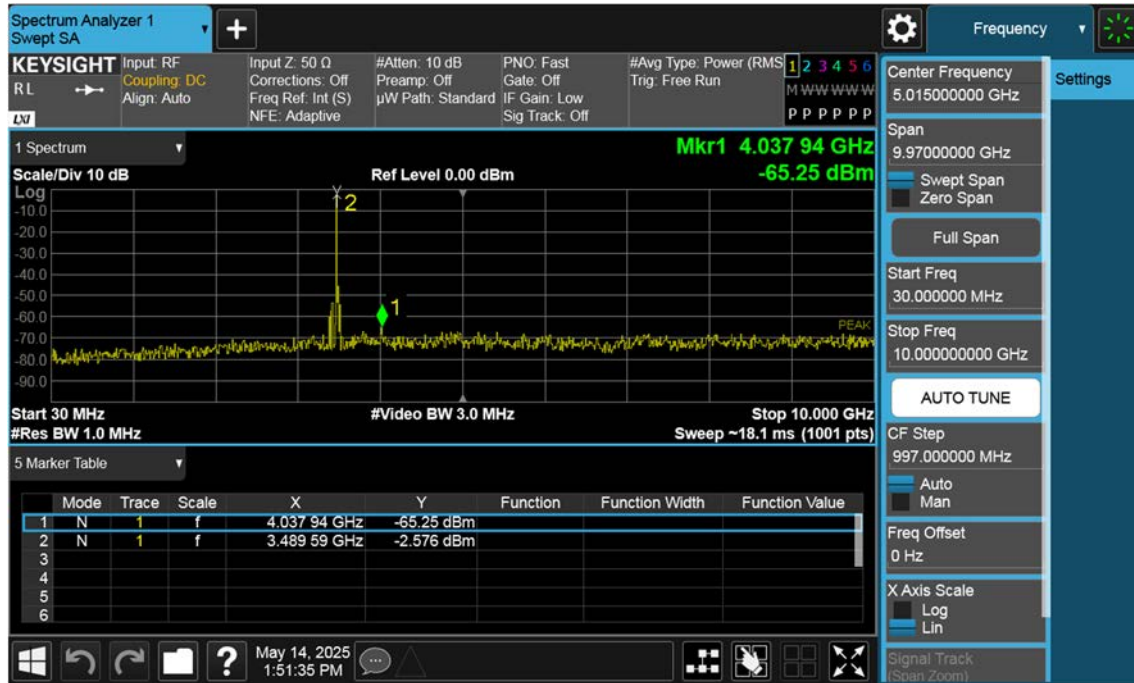 Spectrum Analyzer 1
Swept SA
+
Frequency
KEYSIGHT
RL
LXI
Input: RF
Coupling: DC
Align: Auto
Input Z: 50 Ω
Corrections: Off
Freq Ref: Int (S)
NFE: Adaptive
#Atten: 10 dB
Preamp: Off
µW Path: Standard
PNO: Fast
Gate: Off
IF Gain: Low
Sig Track: Off
#Avg Type: Power (RMS
Trig: Free Run
1 2 3 4 5 6
M W W W W W
P P P P P P
1 Spectrum
Mkr1 4.037 94 GHz
Scale/Div 10 dB
Ref Level 0.00 dBm
-65.25 dBm
Log
-10.0
-20.0
-30.0
-40.0
-50.0
-60.0
-70.0
-80.0
-90.0
2
1
PEAK
Start 30 MHz
#Video BW 3.0 MHz
Stop 10.000 GHz
#Res BW 1.0 MHz
Sweep ~18.1 ms (1001 pts)
5 Marker Table
Mode Trace Scale X Y Function Function Width Function Value
1 N 1 f 4.037 94 GHz -65.25 dBm
2 N 1 f 3.489 59 GHz -2.576 dBm
3
4
5
6
?
May 14, 2025
1:51:35 PM
Settings
Center Frequency
5.015000000 GHz
Span
9.97000000 GHz
Swept Span
Zero Span
Full Span
Start Freq
30.000000 MHz
Stop Freq
10.000000000 GHz
AUTO TUNE
CF Step
997.000000 MHz
Auto
Man
Freq Offset
0 Hz
X Axis Scale
Log
Lin
Signal Track
(Span Zoom)